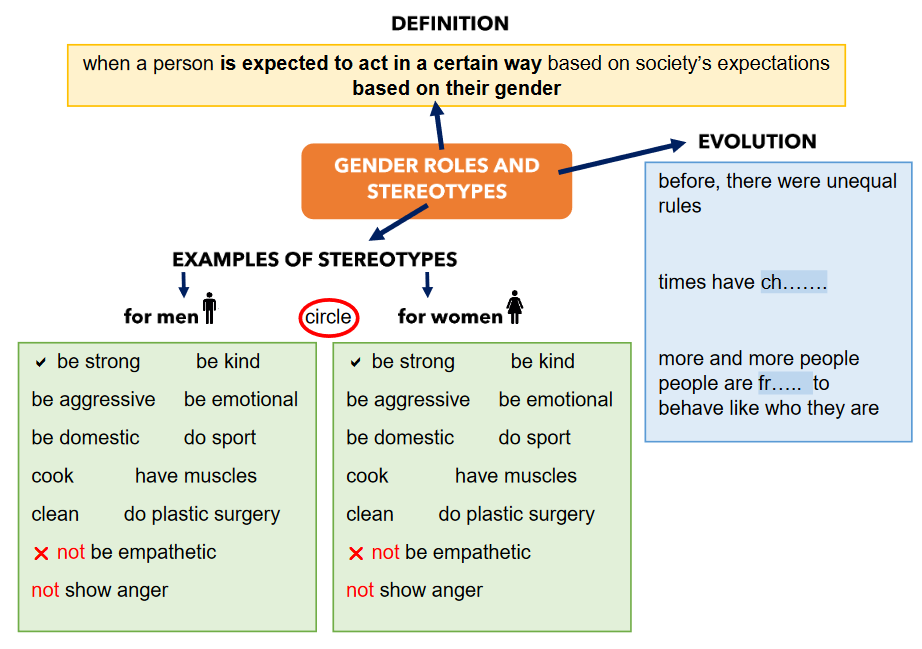 DEFINITION
when a person is expected to act in a certain way based on society's expectations
based on their gender
GENDER ROLES AND
STEREOTYPES
EVOLUTION
before, there were unequal
rules
times have ch…….
more and more people
people are fr….. to
behave like who they are
EXAMPLES OF STEREOTYPES
for men
circle
for women
be strong be kind
be aggressive be emotional
be domestic do sport
cook have muscles
clean do plastic surgery
not be empathetic
not show anger
be strong be kind
be aggressive be emotional
be domestic do sport
cook have muscles
clean do plastic surgery
not be empathetic
not show anger